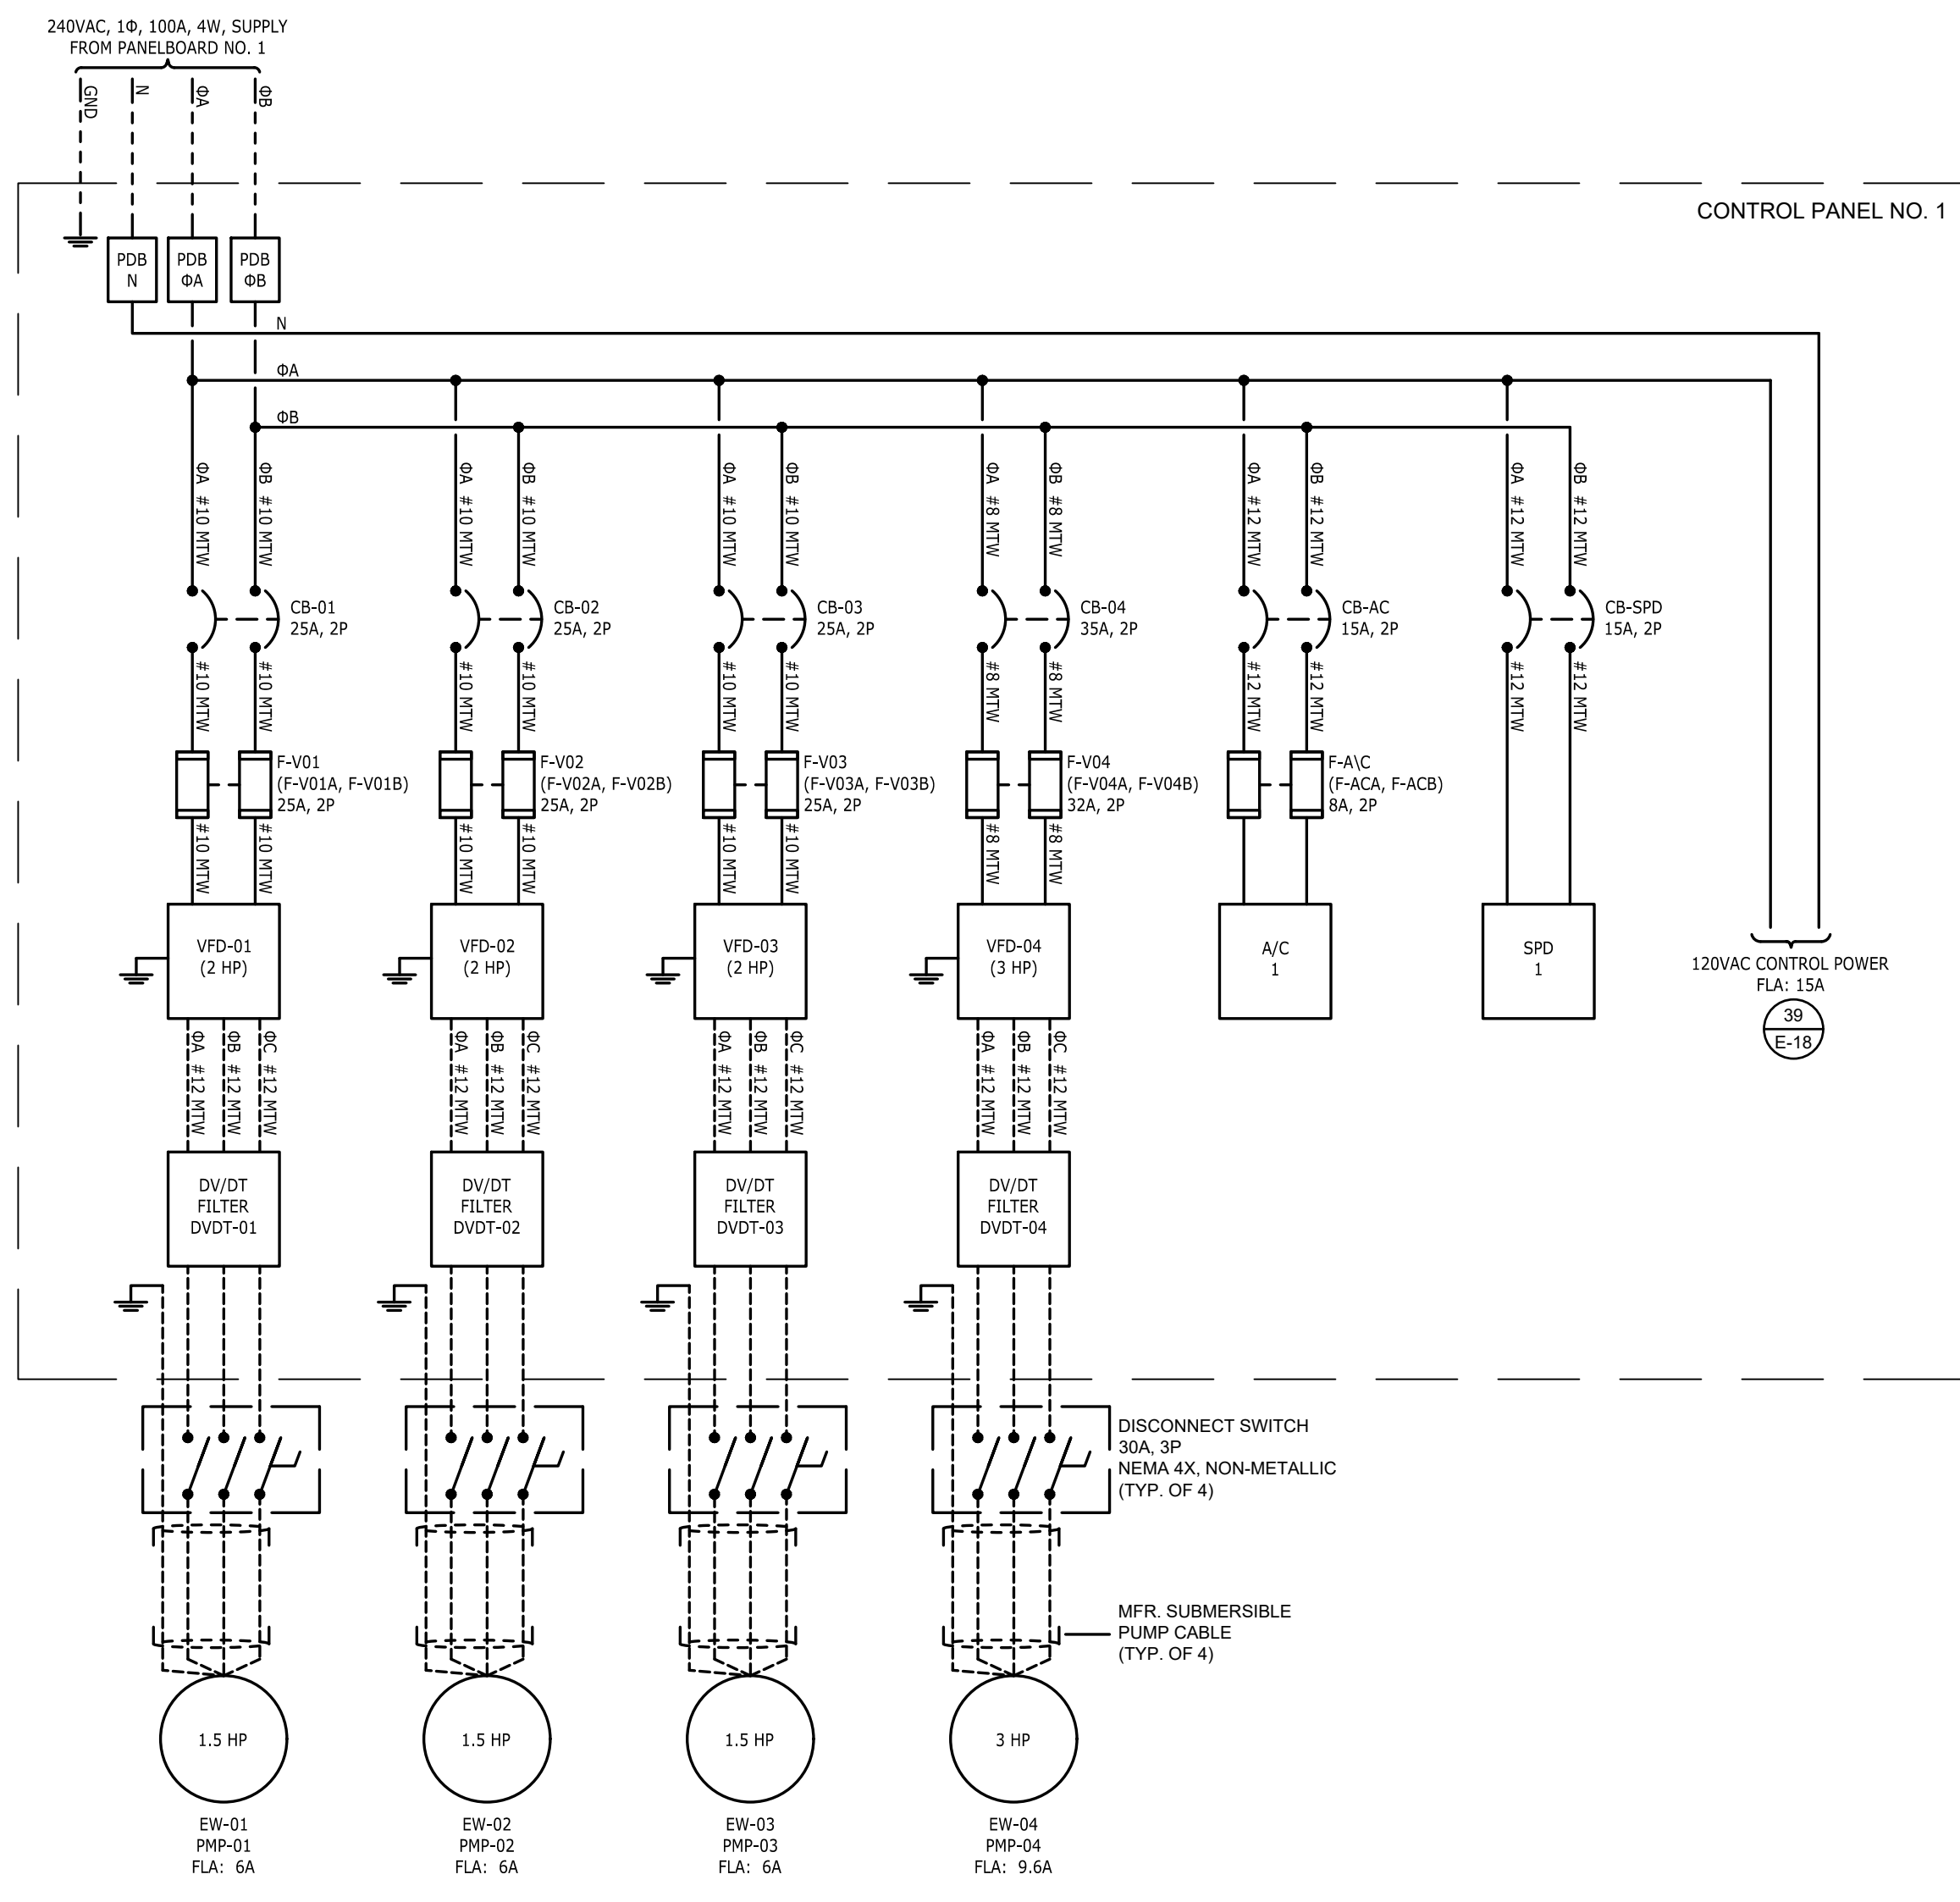 240VAC, 1Φ, 100A, 4W, SUPPLY
FROM PANELBOARD NO. 1
GND
N
ΦA
ΦB
CONTROL PANEL NO. 1
PDB
N
PDB
ΦA
PDB
ΦB
N
ΦA
ΦB
ΦA #10 MTW
ΦB #10 MTW
ΦA #10 MTW
ΦB #10 MTW
ΦA #10 MTW
ΦB #10 MTW
ΦA #8 MTW
ΦB #8 MTW
ΦA #12 MTW
ΦB #12 MTW
ΦA #12 MTW
ΦB #12 MTW
CB-01
25A, 2P
CB-02
25A, 2P
CB-03
25A, 2P
CB-04
35A, 2P
CB-AC
15A, 2P
CB-SPD
15A, 2P
#10 MTW
#10 MTW
#10 MTW
#10 MTW
#10 MTW
#10 MTW
#8 MTW
#8 MTW
#12 MTW
#12 MTW
#12 MTW
#12 MTW
F-V01
(F-V01A, F-V01B)
25A, 2P
F-V02
(F-V02A, F-V02B)
25A, 2P
F-V03
(F-V03A, F-V03B)
25A, 2P
F-V04
(F-V04A, F-V04B)
32A, 2P
F-A\C
(F-ACA, F-ACB)
8A, 2P
#10 MTW
#10 MTW
#10 MTW
#10 MTW
#10 MTW
#10 MTW
#8 MTW
#8 MTW
VFD-01
(2 HP)
VFD-02
(2 HP)
VFD-03
(2 HP)
VFD-04
(3 HP)
A/C
1
SPD
1
120VAC CONTROL POWER
FLA: 15A
39
E-18
ΦA #12 MTW
ΦB #12 MTW
ΦC #12 MTW
ΦA #12 MTW
ΦB #12 MTW
ΦC #12 MTW
ΦA #12 MTW
ΦB #12 MTW
ΦC #12 MTW
ΦA #12 MTW
ΦB #12 MTW
ΦC #12 MTW
DV/DT
FILTER
DVDT-01
DV/DT
FILTER
DVDT-02
DV/DT
FILTER
DVDT-03
DV/DT
FILTER
DVDT-04
DISCONNECT SWITCH
30A, 3P
NEMA 4X, NON-METALLIC
(TYP. OF 4)
MFR. SUBMERSIBLE
PUMP CABLE
(TYP. OF 4)
1.5 HP
1.5 HP
1.5 HP
3 HP
EW-01
PMP-01
FLA: 6A
EW-02
PMP-02
FLA: 6A
EW-03
PMP-03
FLA: 6A
EW-04
PMP-04
FLA: 9.6A